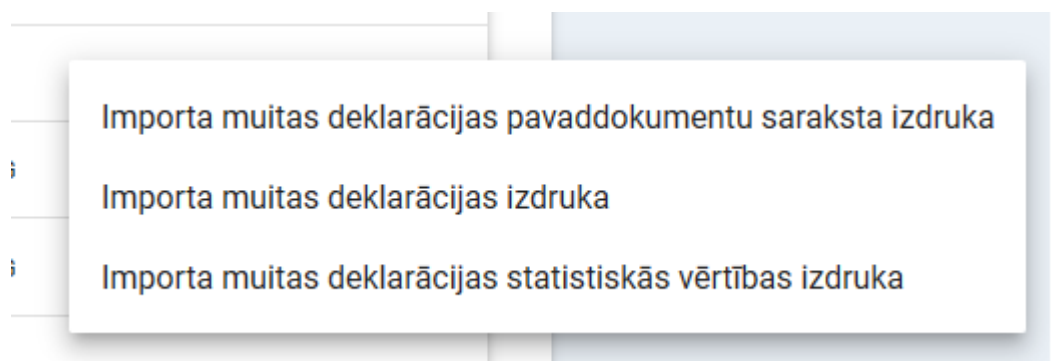 Importa muitas deklarācijas pavaddokumentu saraksta izdruka
Importa muitas deklarācijas izdruka
Importa muitas deklarācijas statistiskās vērtības izdruka